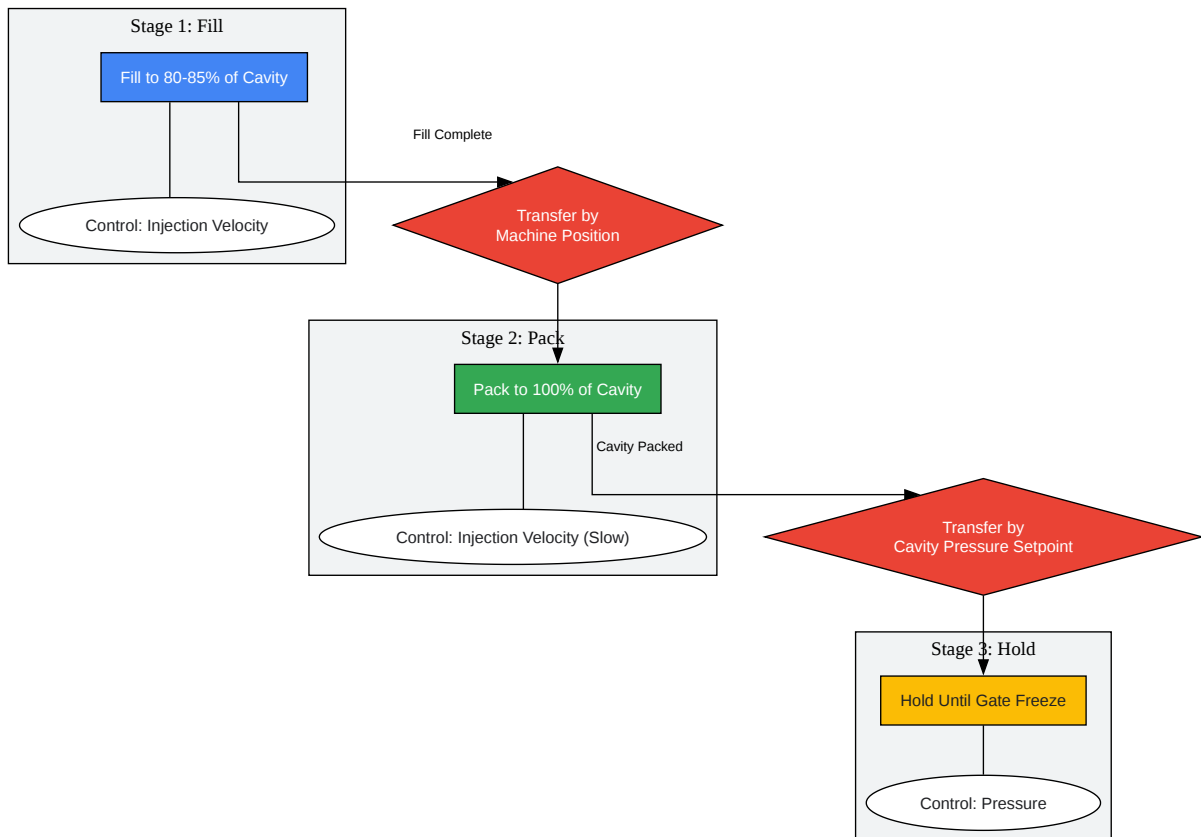 Stage 1: Fill
Fill to 80-85% of Cavity
Fill Complete
Control: Injection Velocity
Transfer by
Machine Position
Stage 2: Pack
Pack to 100% of Cavity
Cavity Packed
Control: Injection Velocity (Slow)
Transfer by
Cavity Pressure Setpoint
Stage 3: Hold
Hold Until Gate Freeze
Control: Pressure